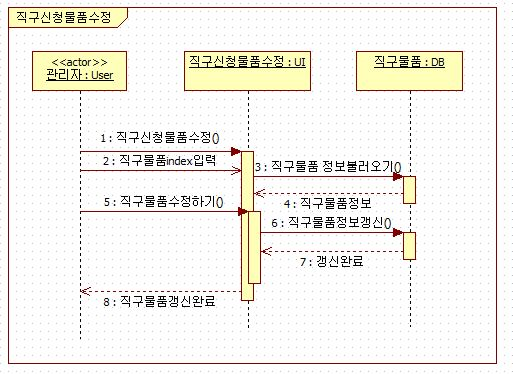 직구신청물품수정
<<actor>>
관리자 : User
직구신청물품수정 : UI
직구물품 : DB
1 : 직구신청물품수정()
2 : 직구물품index입력
3 : 직구물품 정보불러오기()
4 : 직구물품정보
5 : 직구물품수정하기()
6 : 직구물품정보갱신()
7 : 갱신완료
8 : 직구물품갱신완료